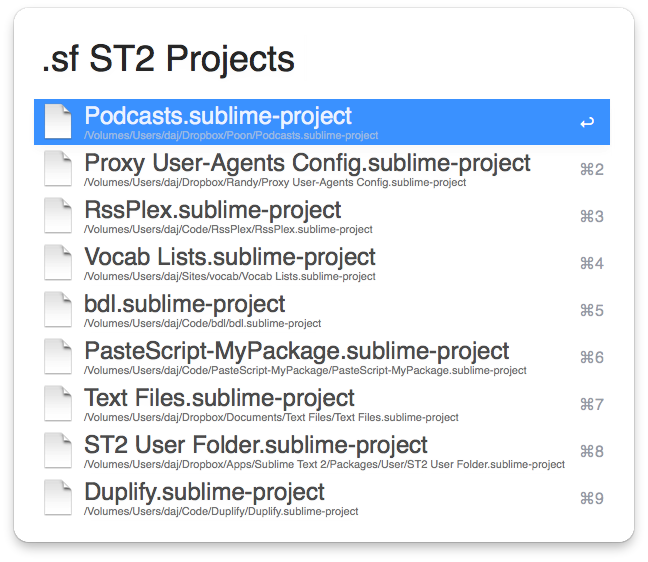 .sf ST2 Projects
Podcasts.sublime-project
/Volumes/Users/daj/Dropbox/Poon/Podcasts.sublime-project
↩
Proxy User-Agents Config.sublime-project
/Volumes/Users/daj/Dropbox/Randy/Proxy User-Agents Config.sublime-project
⌘2
RssPlex.sublime-project
/Volumes/Users/daj/Code/RssPlex/RssPlex.sublime-project
⌘3
Vocab Lists.sublime-project
/Volumes/Users/daj/Sites/vocab/Vocab Lists.sublime-project
⌘4
bdl.sublime-project
/Volumes/Users/daj/Code/bdl/bdl.sublime-project
⌘5
PasteScript-MyPackage.sublime-project
/Volumes/Users/daj/Code/PasteScript-MyPackage/PasteScript-MyPackage.sublime-project
⌘6
Text Files.sublime-project
/Volumes/Users/daj/Dropbox/Documents/Text Files/Text Files.sublime-project
⌘7
ST2 User Folder.sublime-project
/Volumes/Users/daj/Dropbox/Apps/Sublime Text 2/Packages/User/ST2 User Folder.sublime-project
⌘8
Duplify.sublime-project
/Volumes/Users/daj/Code/Duplify/Duplify.sublime-project
⌘9